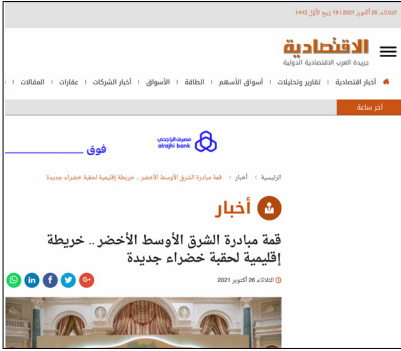 الثلاثاء, 26 أكتوبر, 2021 | 19 ربيع الأوّل 1443
الاقتصادية
جريدة العرب الاقتصادية الدولية
أخبار اقتصادية | تقارير وتحليلات | أسواق الأسهم | الطاقة | الأسواق | أخبار الشركات | عقارات | المقالات
آخر ساعة
مصرف الراجحي
alrajhi bank
فوق
الرئيسية > أخبار > قمة مبادرة الشرق الأوسط الأخضر .. خريطة إقليمية لحقبة خضراء جديدة
أخبار
قمة مبادرة الشرق الأوسط الأخضر .. خريطة
إقليمية لحقبة خضراء جديدة
الثلاثاء 26 أكتوبر 2021